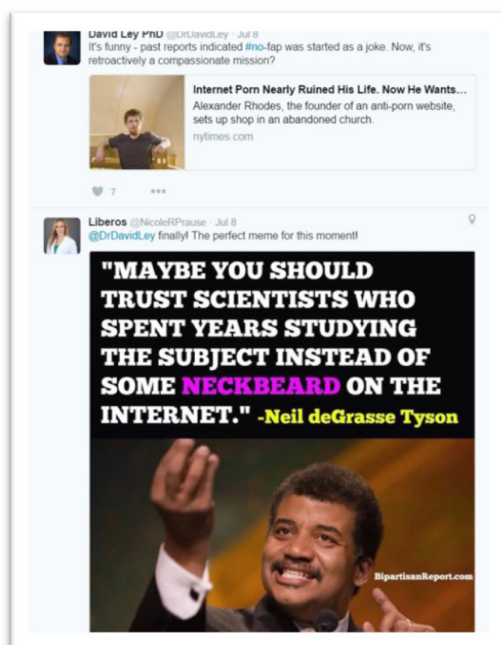 David Ley PhD @DrDavidLey · Jul 8
It's funny - past reports indicated #no-fap was started as a joke. Now, it's
retroactively a compassionate mission?
Internet Porn Nearly Ruined His Life. Now He Wants...
Alexander Rhodes, the founder of an anti-porn website,
sets up shop in an abandoned church.
nytimes.com
7
Liberos @NicoleRPrause · Jul 8
@DrDavidLey finally! The perfect meme for this moment!
"MAYBE YOU SHOULD
TRUST SCIENTISTS WHO
SPENT YEARS STUDYING
THE SUBJECT INSTEAD OF
SOME NECKBEARD ON THE
INTERNET." -Neil deGrasse Tyson
BipartisanReport.com